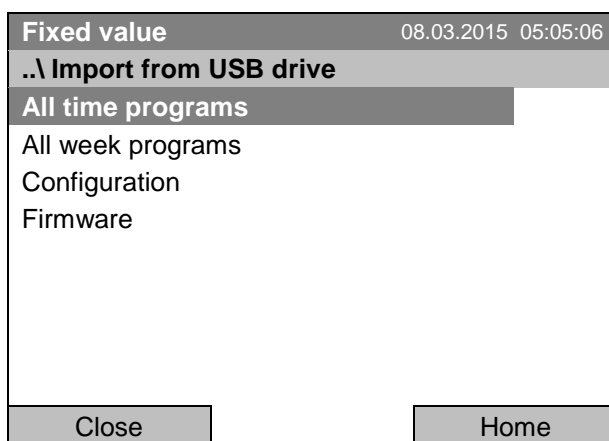 Fixed value 08.03.2015 05:05:06
..\ Import from USB drive
All time programs
All week programs
Configuration
Firmware
Close Home